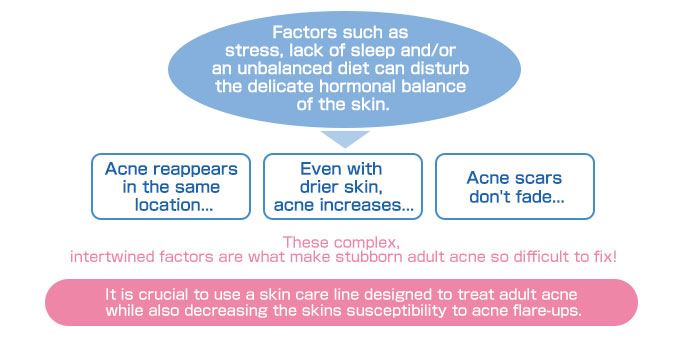 Factors such as
stress, lack of sleep and/or
an unbalanced diet can disturb
the delicate hormonal balance
of the skin.
Acne reappears
in the same
location...
Even with
drier skin,
acne increases...
Acne scars
don't fade...
These complex,
intertwined factors are what make stubborn adult acne so difficult to fix!
It is crucial to use a skin care line designed to treat adult acne
while also decreasing the skins susceptibility to acne flare-ups.